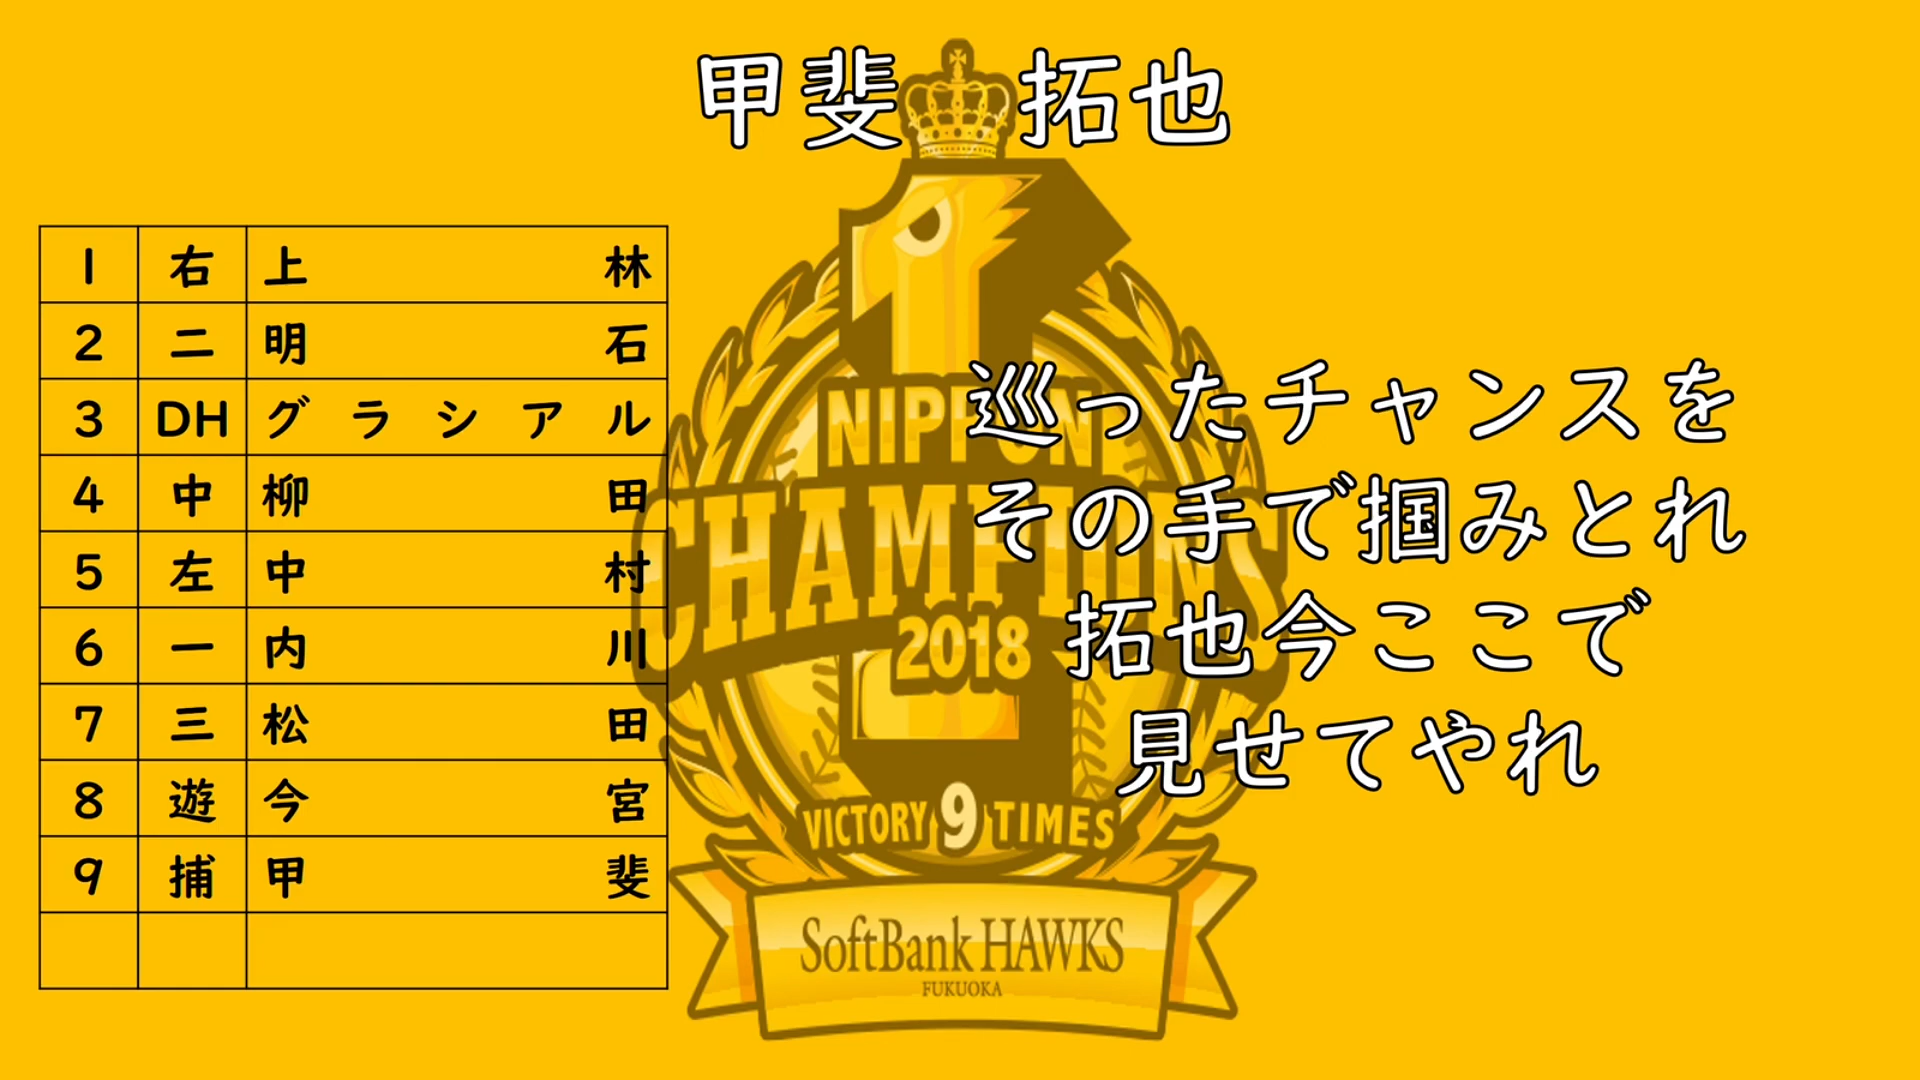 甲斐 拓也
1 右 上林
2 二 明石
3 DH グラシアル
4 中 柳田
5 左 中村
6 一 内川
7 三 松田
8 遊 今宮
9 捕 甲斐
巡ったチャンスを
その手で掴みとれ
拓也今ここで
見せてやれ
NIPPON
CHAMPIONS
2018
VICTORY 9 TIMES
SoftBank HAWKS
FUKUOKA